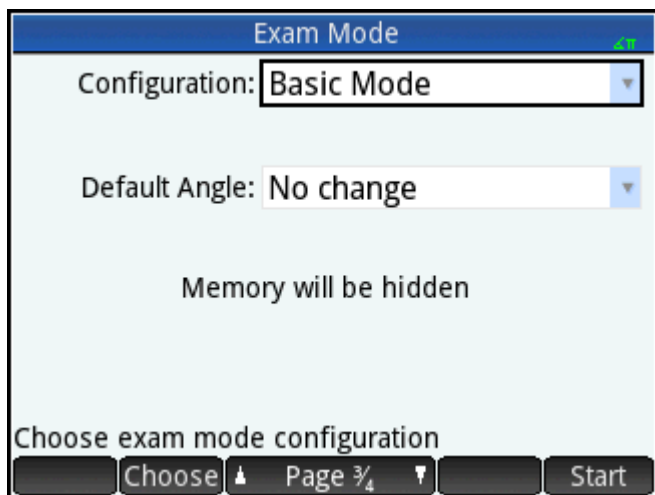 Exam Mode
∡π
Configuration: Basic Mode
Default Angle: No change
Memory will be hidden
Choose exam mode configuration
Choose Page ¾ Start